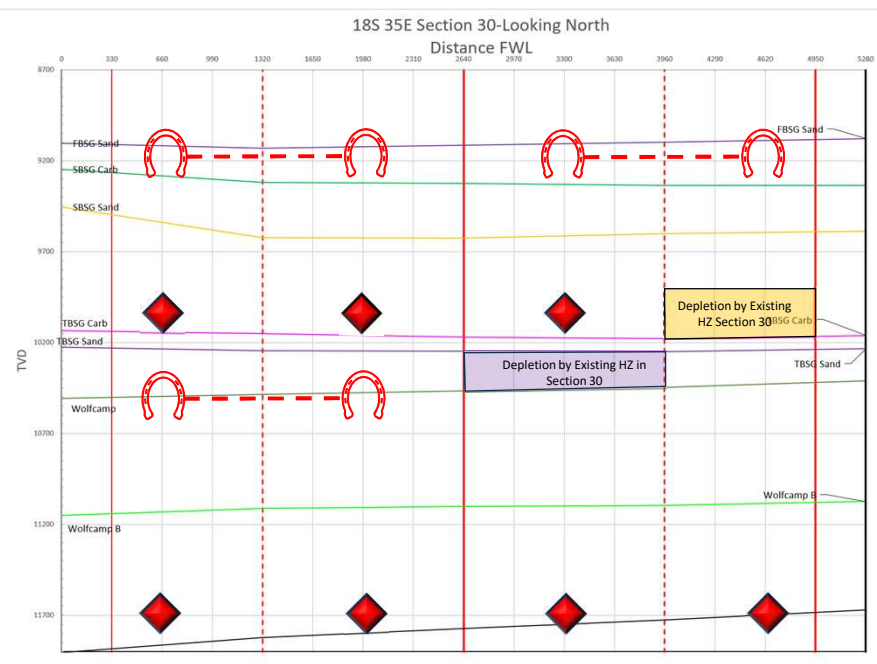 18S 35E Section 30-Looking North
Distance FWL
0 330 660 990 1320 1650 1980 2310 2640 2970 3300 3630 3960 4290 4620 4950 5280
8700
FBSG Sand
FBSG Sand
9200
SBSG Carb
SBSG Sand
9700
Depletion by Existing
HZ Section 30
BSG Carb
TBSG Carb
TBSG Sand
10200
TVD
TBSG Sand
Depletion by Existing HZ in
Section 30
Wolfcamp
10700
Wolfcamp B
11200
Wolfcamp B
11700